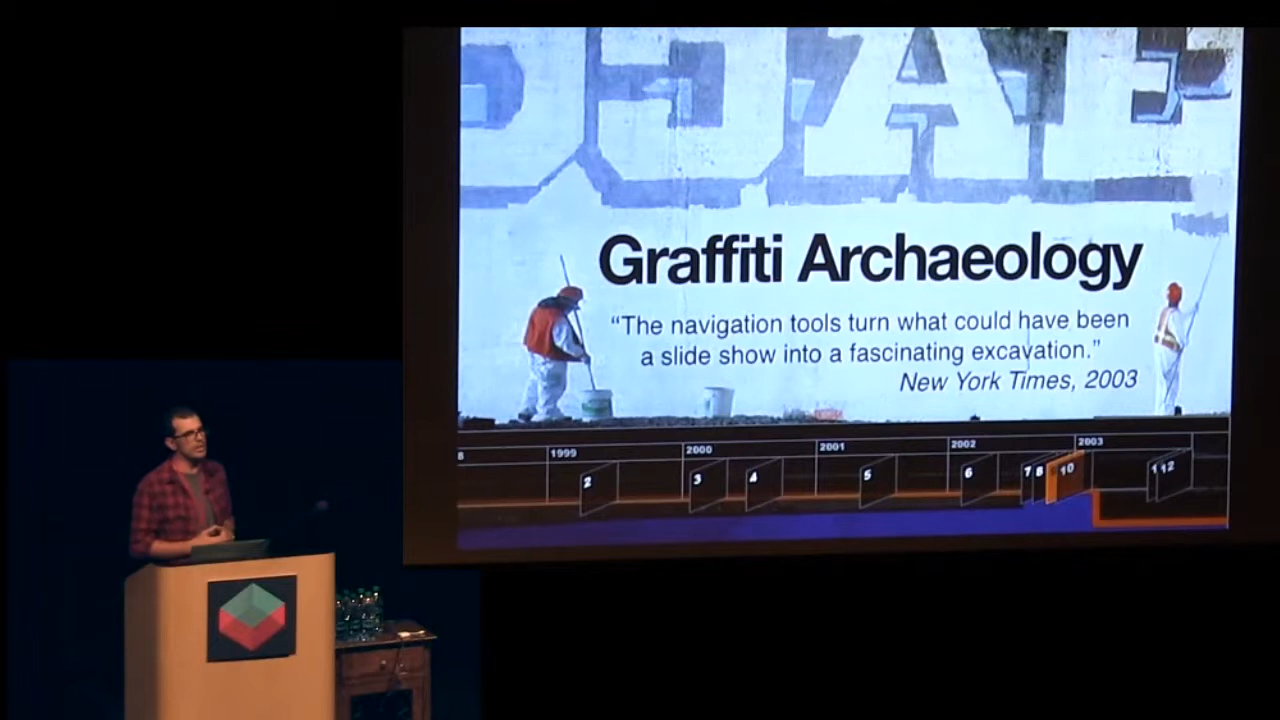 Graffiti Archaeology
“The navigation tools turn what could have been
a slide show into a fascinating excavation.”
New York Times, 2003
8 1999 2000 2001 2002 2003
2 3 4 5 6 7 8 10 12